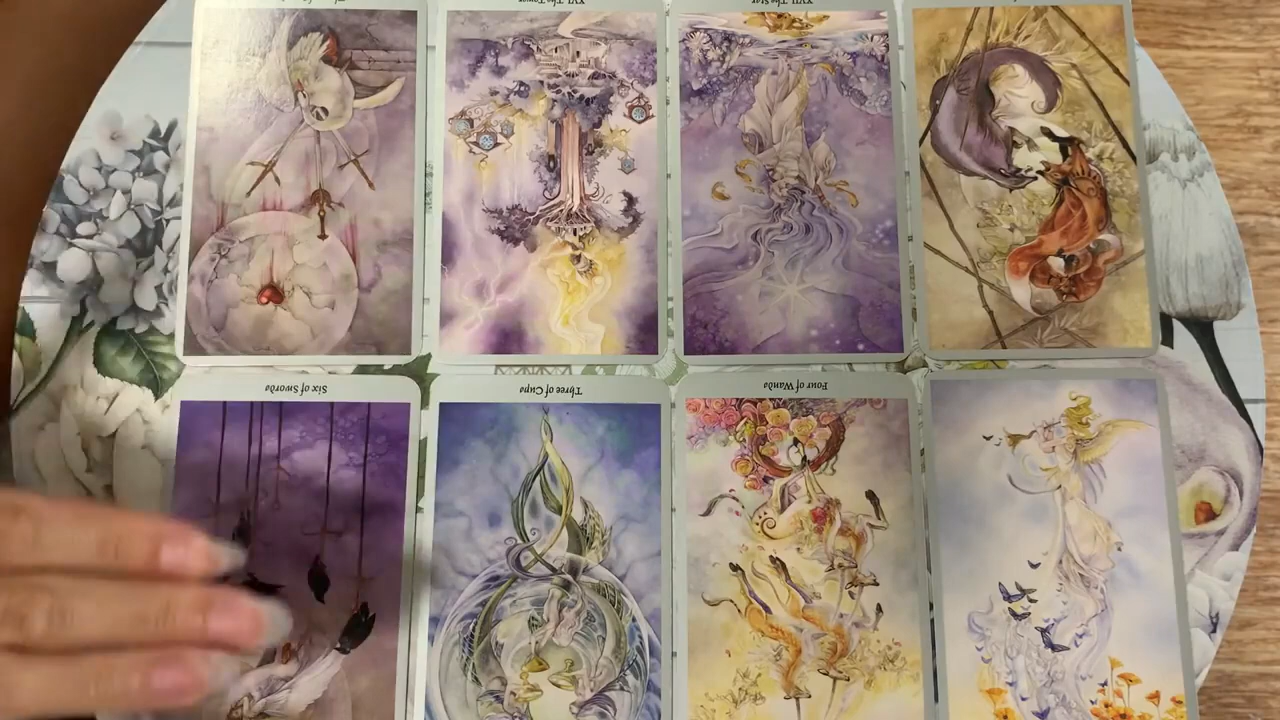 XVI The Tower
XVII The Star
Six of Swords
Three of Cups
Four of Wands